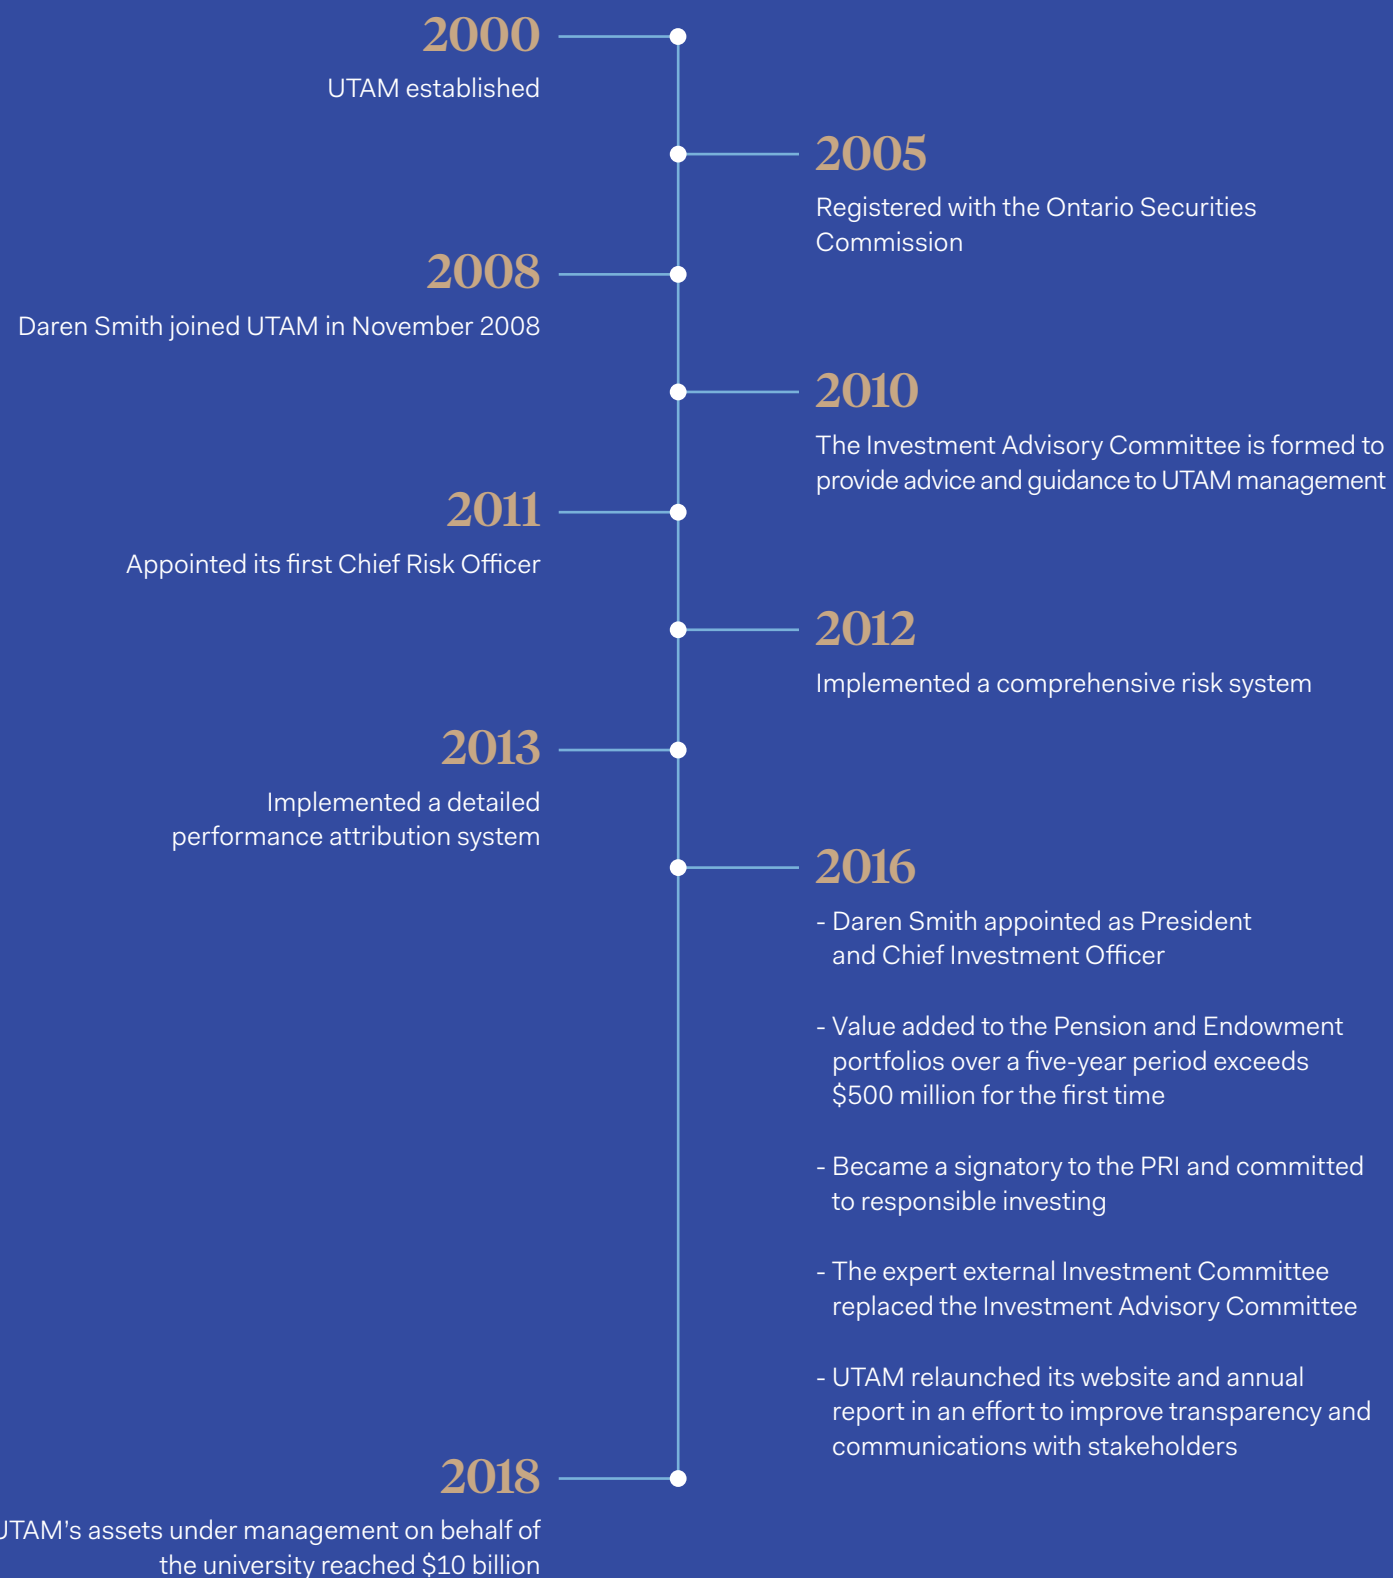 2000
UTAM established
2005
Registered with the Ontario Securities
Commission
2008
Daren Smith joined UTAM in November 2008
2010
The Investment Advisory Committee is formed to
provide advice and guidance to UTAM management
2011
Appointed its first Chief Risk Officer
2012
Implemented a comprehensive risk system
2013
Implemented a detailed
performance attribution system
2016
- Daren Smith appointed as President
and Chief Investment Officer
- Value added to the Pension and Endowment
portfolios over a five-year period exceeds
$500 million for the first time
- Became a signatory to the PRI and committed
to responsible investing
- The expert external Investment Committee
replaced the Investment Advisory Committee
- UTAM relaunched its website and annual
report in an effort to improve transparency and
communications with stakeholders
2018
UTAM's assets under management on behalf of
the university reached $10 billion